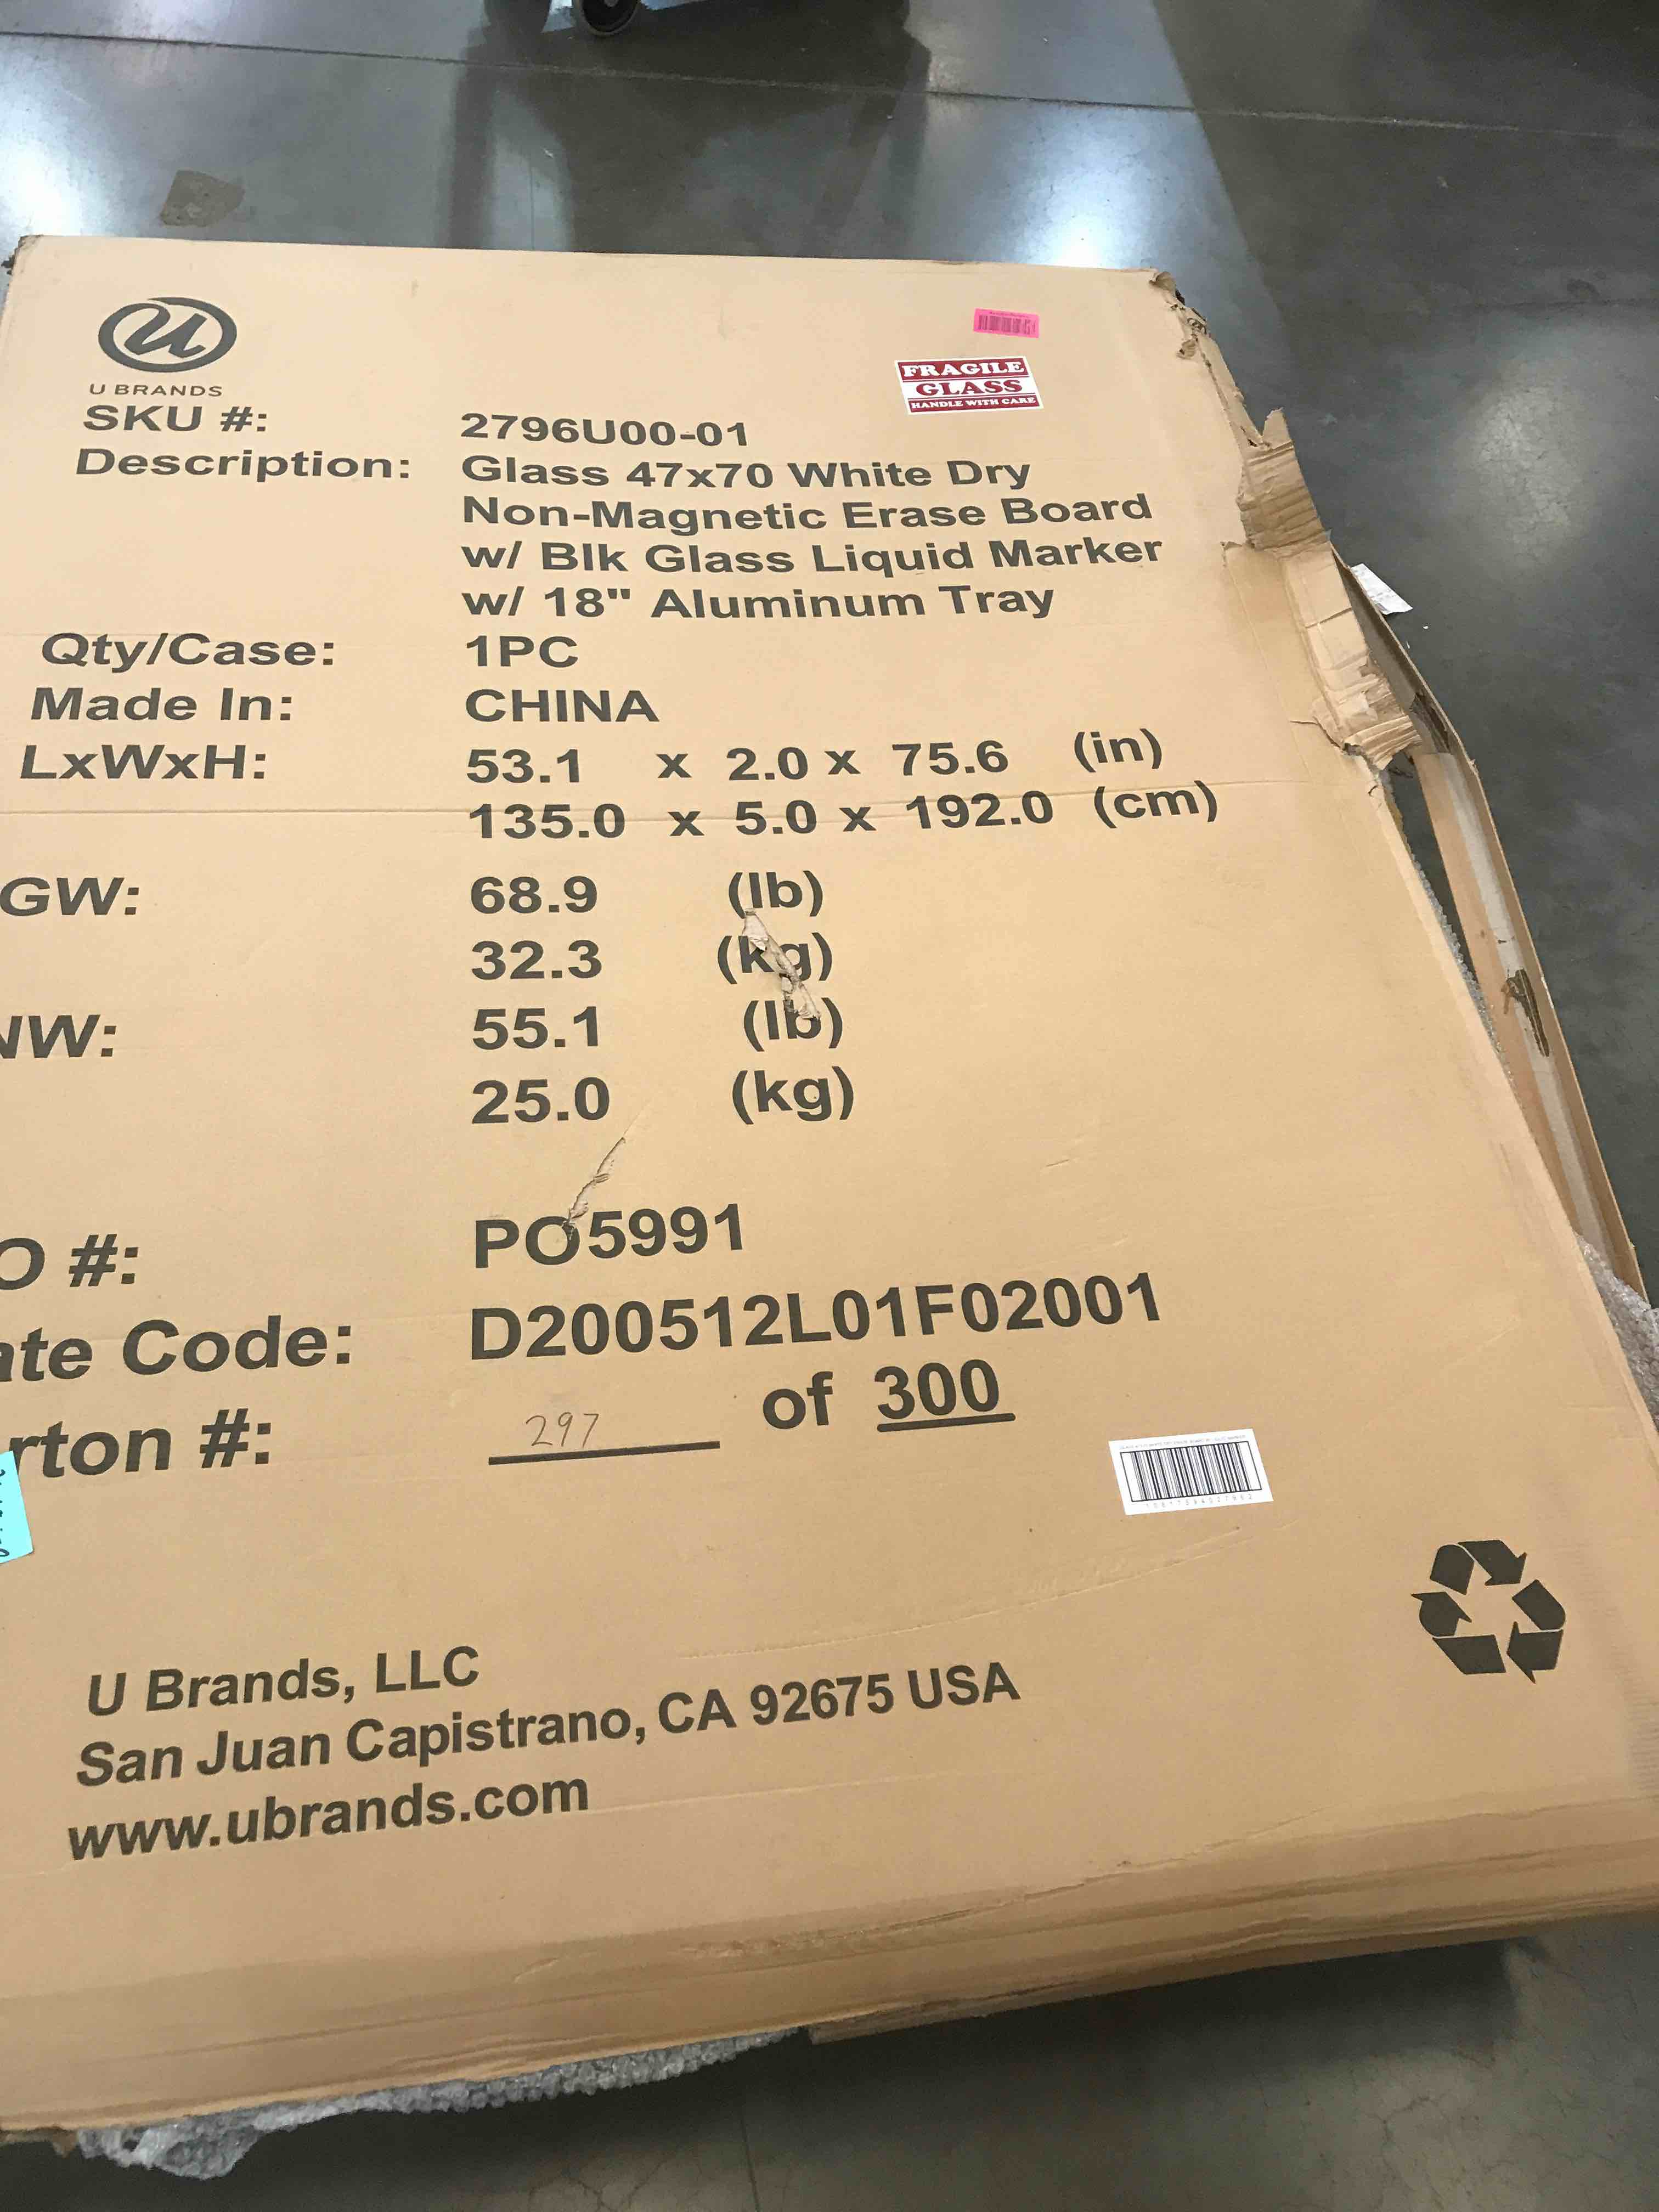 U BRANDS
FRAGILE
GLASS
HANDLE WITH CARE
SKU #: 2796U00-01
Description: Glass 47x70 White Dry
Non-Magnetic Erase Board
w/ Blk Glass Liquid Marker
w/ 18" Aluminum Tray
Qty/Case: 1PC
Made In: CHINA
LxWxH: 53.1 x 2.0 x 75.6 (in)
135.0 x 5.0 x 192.0 (cm)
GW: 68.9 (lb)
32.3 (kg)
NW: 55.1 (lb)
25.0 (kg)
O #: PO5991
ate Code: D200512L01F02001
rton #: 297 of 300
U Brands, LLC
San Juan Capistrano, CA 92675 USA
www.ubrands.com